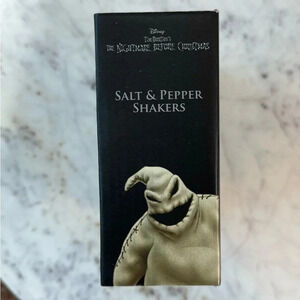 Disney
Tim Burton's
The Nightmare Before Christmas
Salt & Pepper
Shakers